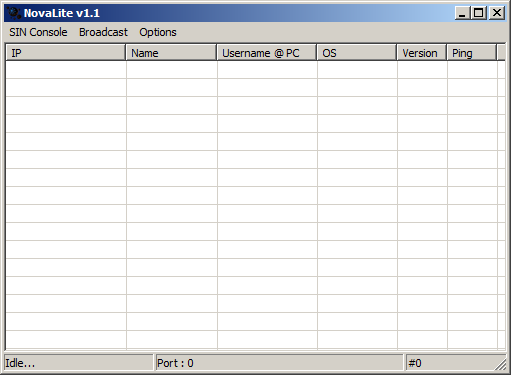 NovaLite v1.1
SIN Console Broadcast Options
IP Name Username @ PC OS Version Ping
Idle... Port : 0 #0